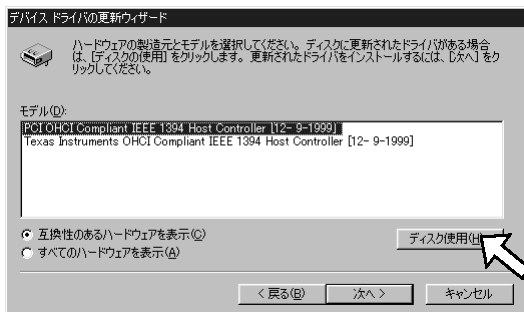 デバイス ドライバの更新ウィザード
ハードウェアの製造元とモデルを選択してください。ディスクに更新されたドライバがある場合
は、[ディスクの使用] をクリックします。更新されたドライバをインストールするには、[次へ] をク
リックしてください。
モデル(D):
PCI OHCI Compliant IEEE 1394 Host Controller [12- 9-1999]
Texas Instruments OHCI Compliant IEEE 1394 Host Controller [12- 9-1999]
互換性のあるハードウェアを表示(C)
ディスク使用(H)...
すべてのハードウェアを表示(A)
< 戻る(B)
次へ >
キャンセル